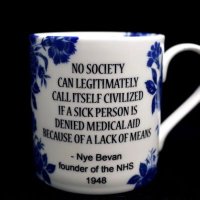 NO SOCIETY
CAN LEGITIMATELY
CALL ITSELF CIVILIZED
IF A SICK PERSON IS
DENIED MEDICAL AID
BECAUSE OF A LACK OF MEANS
- Nye Bevan
founder of the NHS
1948